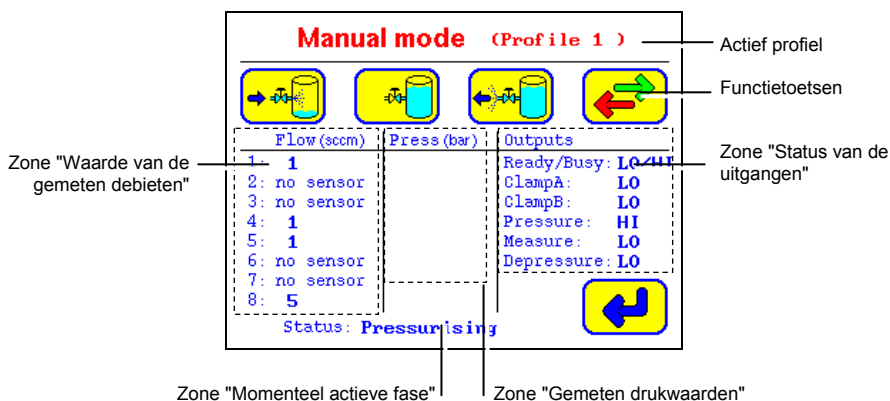 Manual mode (Profile 1 )
Actief profiel
Functietoetsen
Flow(sccm) Press(bar) Outputs
Zone "Waarde van de
gemeten debieten"
Zone "Status van de
uitgangen"
1: 1 Ready/Busy: LO/HI
2: no sensor ClampA: LO
3: no sensor ClampB: LO
4: 1 Pressure: HI
5: 1 Measure: LO
6: no sensor Depressure: LO
7: no sensor
8: 5
Status: Pressurising
Zone "Momenteel actieve fase"
Zone "Gemeten drukwaarden"